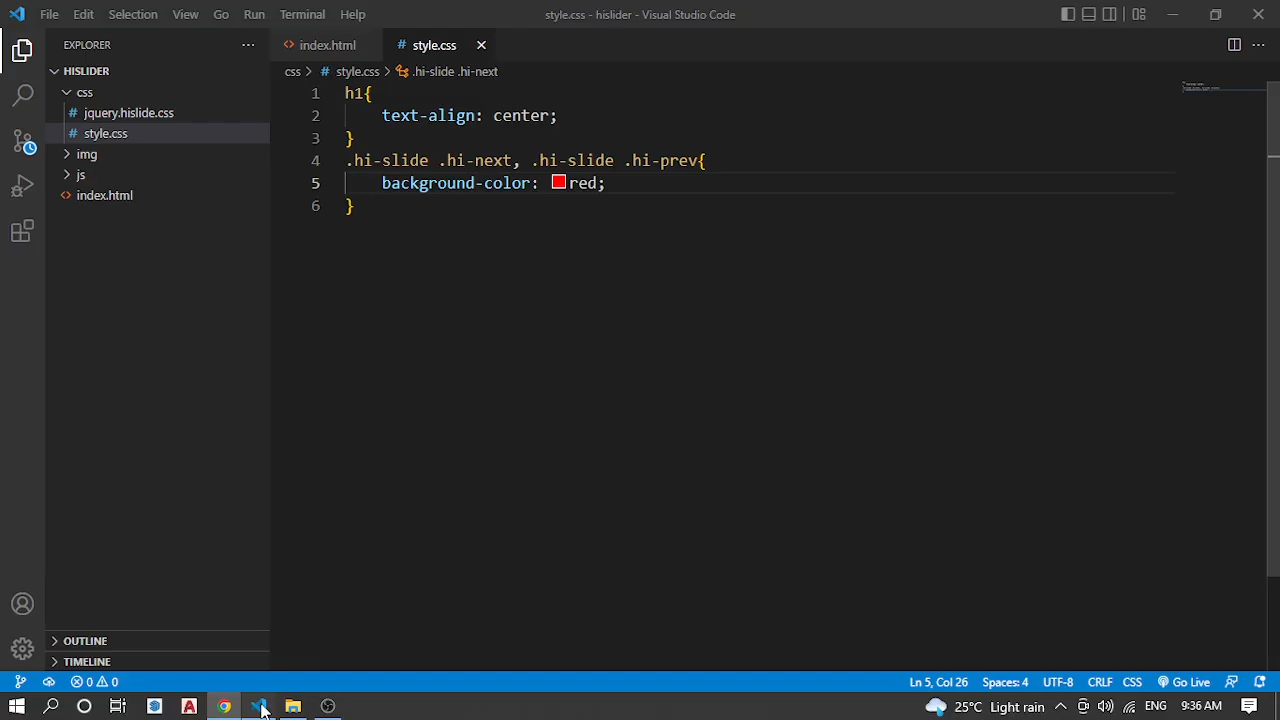 File Edit Selection View Go Run Terminal Help style.css - hislider - Visual Studio Code
EXPLORER
index.html
style.css
HISLIDER
css > # style.css > .hi-slide .hi-next
css
# jquery.hislide.css
# style.css
img
js
index.html
1 h1{
2 text-align: center;
3 }
4 .hi-slide .hi-next, .hi-slide .hi-prev{
5 background-color: red;
6 }
OUTLINE
TIMELINE
0 0 Ln 5, Col 26 Spaces: 4 UTF-8 CRLF CSS Go Live
A 25°C Light rain ENG 9:36 AM